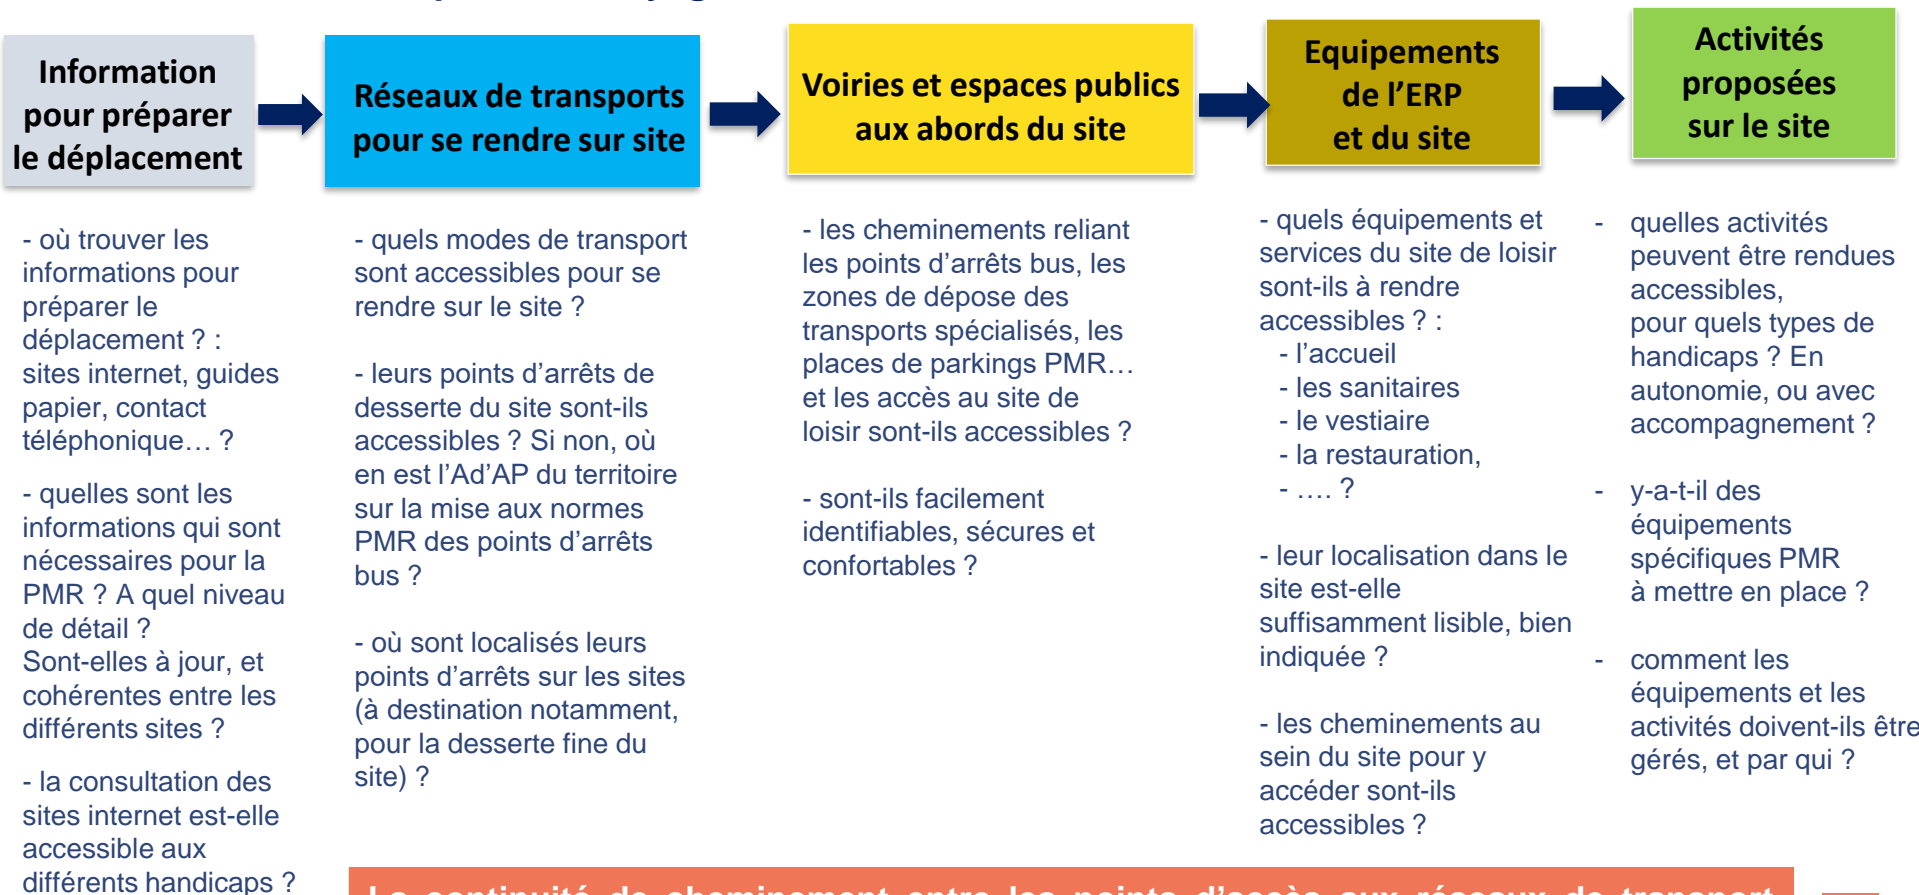 Information
pour préparer
le déplacement
Réseaux de transports
pour se rendre sur site
Voiries et espaces publics
aux abords du site
Equipements
de l’ERP
et du site
Activités
proposées
sur le site
- où trouver les
informations pour
préparer le
déplacement ? :
sites internet, guides
papier, contact
téléphonique… ?
- quelles sont les
informations qui sont
nécessaires pour la
PMR ? A quel niveau
de détail ?
Sont-elles à jour, et
cohérentes entre les
différents sites ?
- la consultation des
sites internet est-elle
accessible aux
différents handicaps ?
- quels modes de transport
sont accessibles pour se
rendre sur le site ?
- leurs points d’arrêts de
desserte du site sont-ils
accessibles ? Si non, où
en est l’Ad’AP du territoire
sur la mise aux normes
PMR des points d’arrêts
bus ?
- où sont localisés leurs
points d’arrêts sur les sites
(à destination notamment,
pour la desserte fine du
site) ?
- les cheminements reliant
les points d’arrêts bus, les
zones de dépose des
transports spécialisés, les
places de parkings PMR…
et les accès au site de
loisir sont-ils accessibles ?
- sont-ils facilement
identifiables, sécures et
confortables ?
- quels équipements et
services du site de loisir
sont-ils à rendre
accessibles ? :
- l’accueil
- les sanitaires
- le vestiaire
- la restauration,
- …. ?
- leur localisation dans le
site est-elle
suffisamment lisible, bien
indiquée ?
- les cheminements au
sein du site pour y
accéder sont-ils
accessibles ?
- quelles activités
peuvent être rendues
accessibles,
pour quels types de
handicaps ? En
autonomie, ou avec
accompagnement ?
- y-a-t-il des
équipements
spécifiques PMR
à mettre en place ?
- comment les
équipements et les
activités doivent-ils être
gérés, et par qui ?
La continuité de cheminement entre les points d’accès aux réseaux de transport